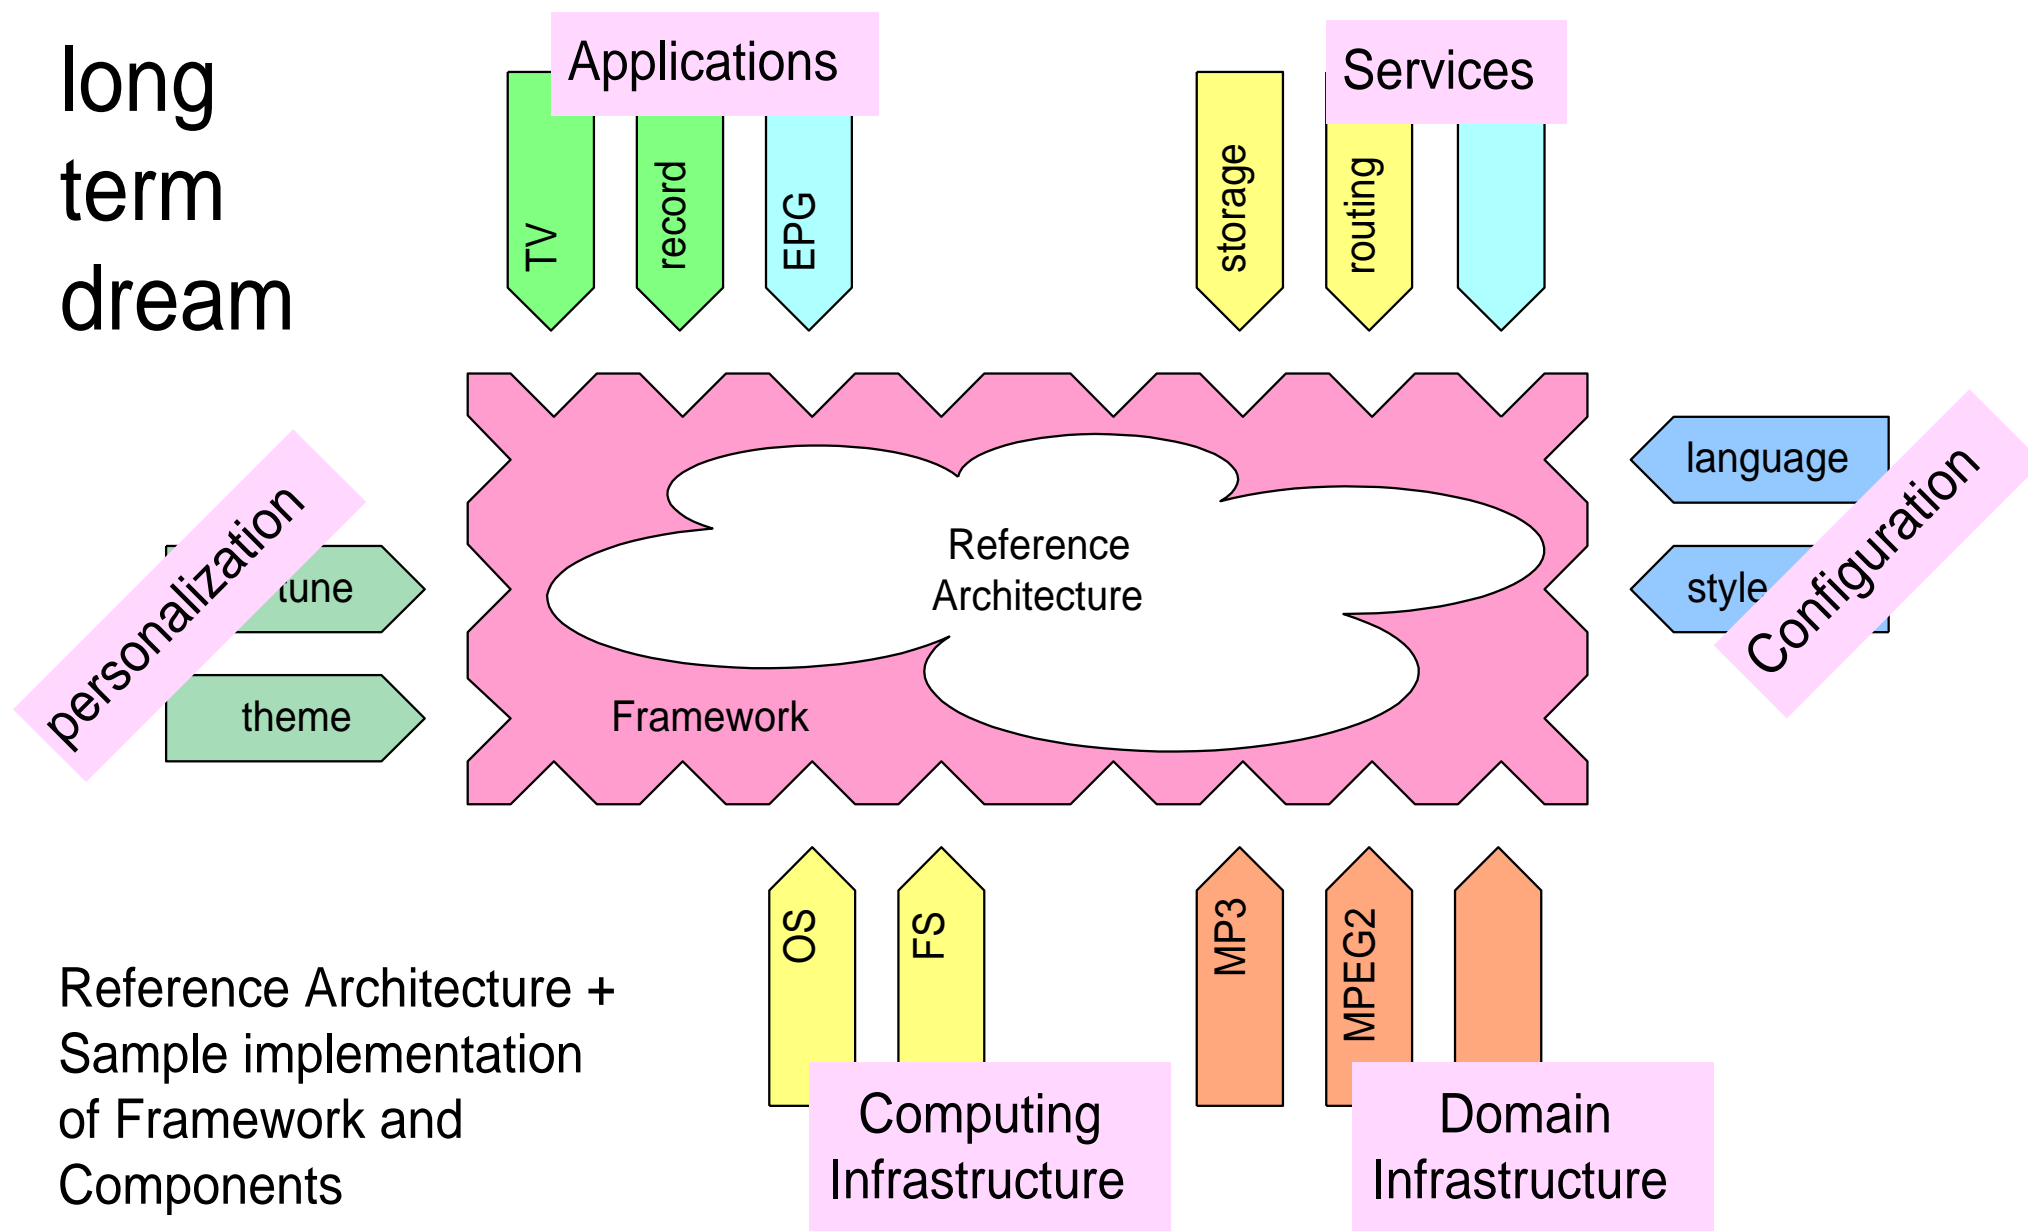 long
term
dream
Applications
Services
TV
record
EPG
storage
routing
language
style
Configuration
personalization
tune
theme
Reference
Architecture
Framework
OS
FS
MP3
MPEG2
Computing
Infrastructure
Domain
Infrastructure
Reference Architecture +
Sample implementation
of Framework and
Components